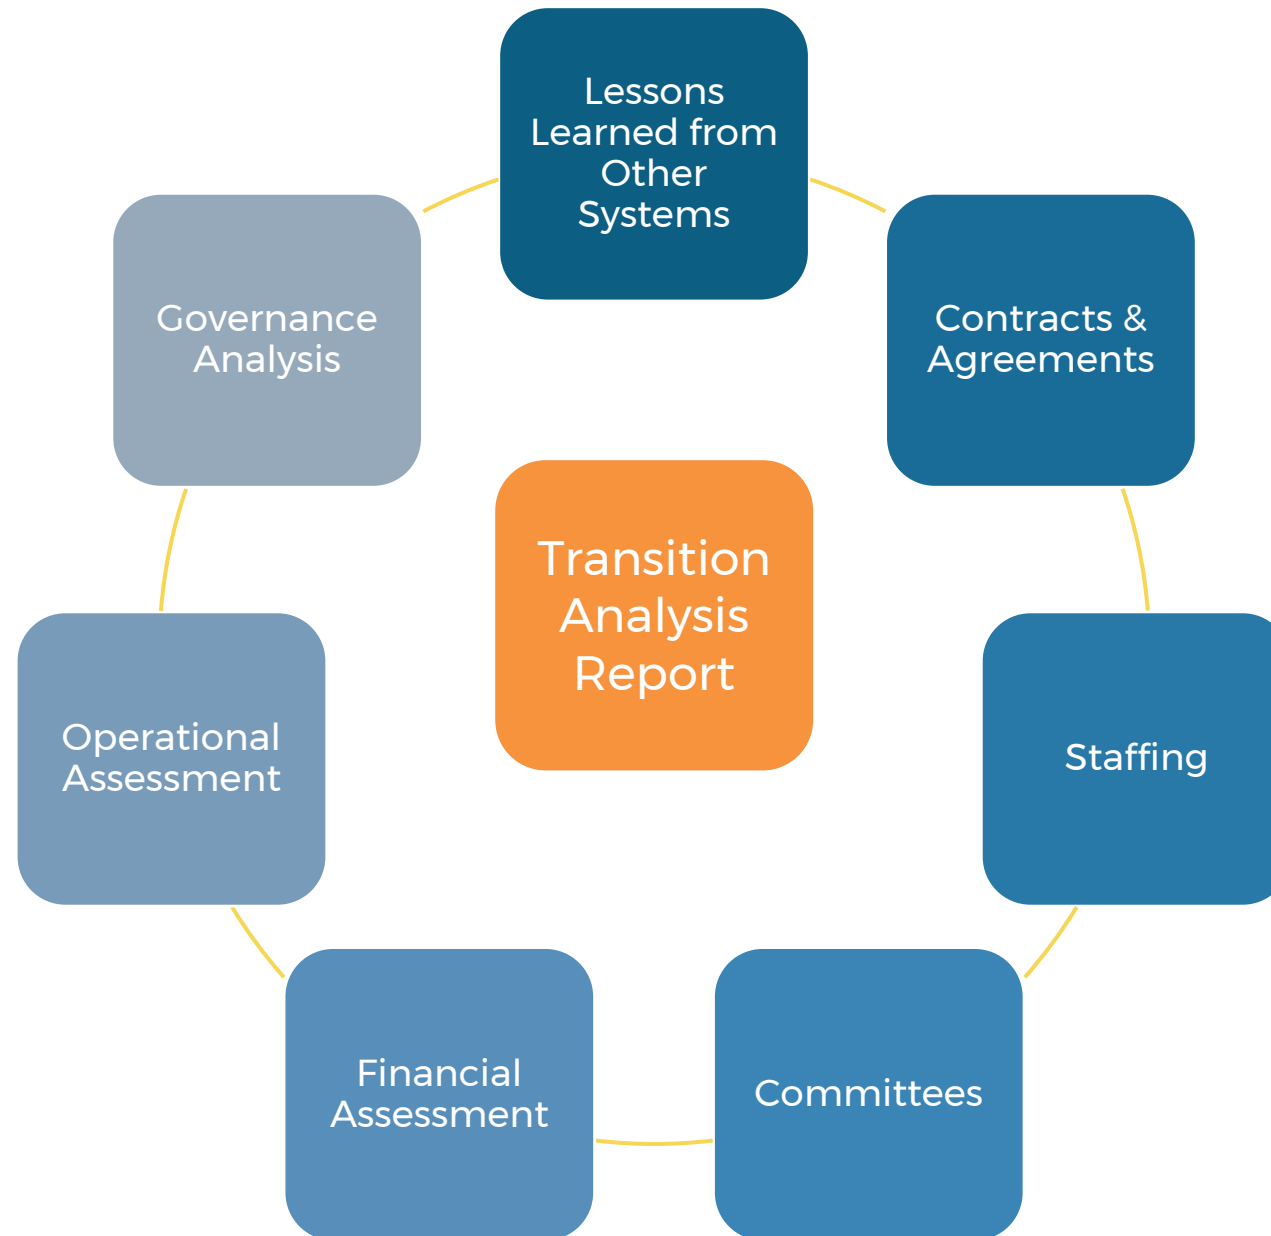 Lessons
Learned from
Other
Systems
Contracts &
Agreements
Staffing
Committees
Financial
Assessment
Operational
Assessment
Governance
Analysis
Transition
Analysis
Report